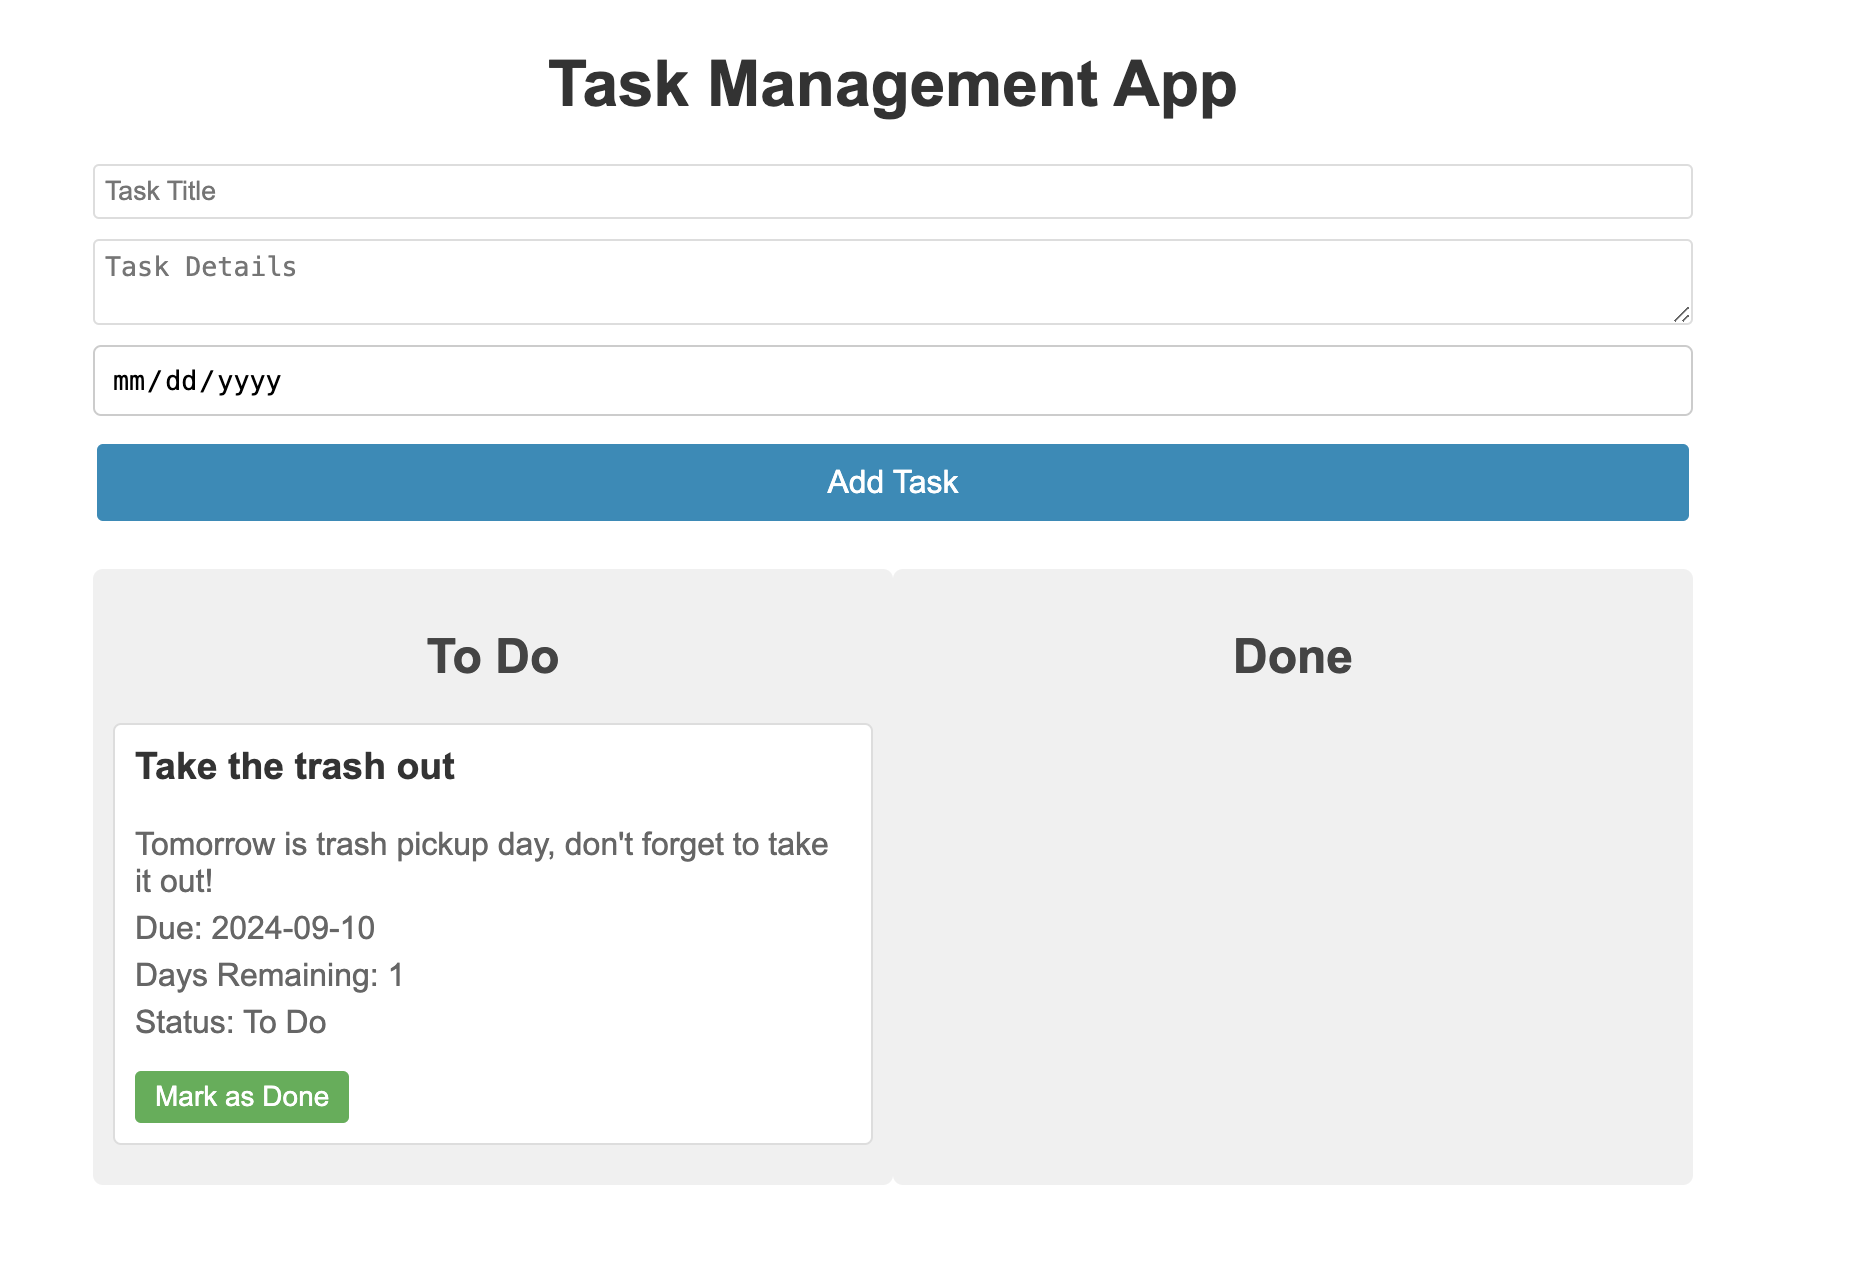 Task Management App
Task Title
Task Details
mm/dd/yyyy
Add Task
To Do
Take the trash out
Tomorrow is trash pickup day, don't forget to take
it out!
Due: 2024-09-10
Days Remaining: 1
Status: To Do
Mark as Done
Done